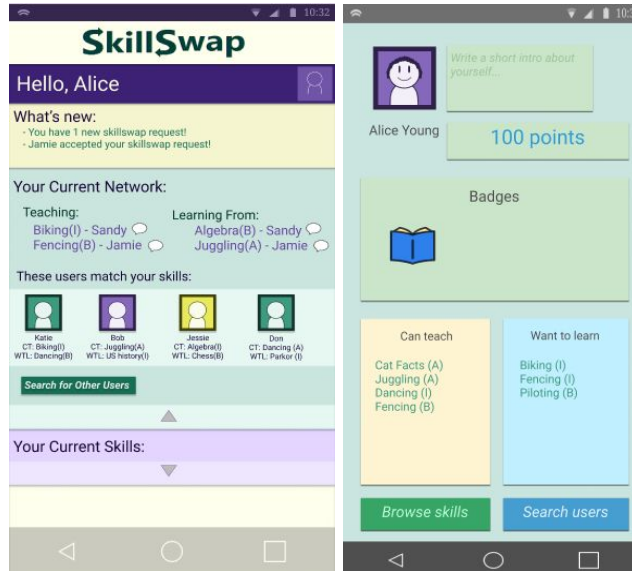 10:32
SkillSwap
Hello, Alice
What's new:
- You have 1 new skillswap request!
- Jamie accepted your skillswap request!
Your Current Network:
Teaching:
Biking(I) - Sandy
Fencing(B) - Jamie
Learning From:
Algebra(B) - Sandy
Juggling(A) - Jamie
These users match your skills:
Katie
CT: Biking(I)
WTL: Dancing(B)
Bob
CT: Juggling(A)
WTL: US history(I)
Jessie
CT: Algebra(I)
WTL: Chess(B)
Don
CT: Dancing (A)
WTL: Parkor (I)
Search for Other Users
Your Current Skills:
Write a short intro about
yourself...
Alice Young
100 points
Badges
Can teach
Cat Facts (A)
Juggling (A)
Dancing (I)
Fencing (B)
Want to learn
Biking (I)
Fencing (I)
Piloting (B)
Browse skills
Search users